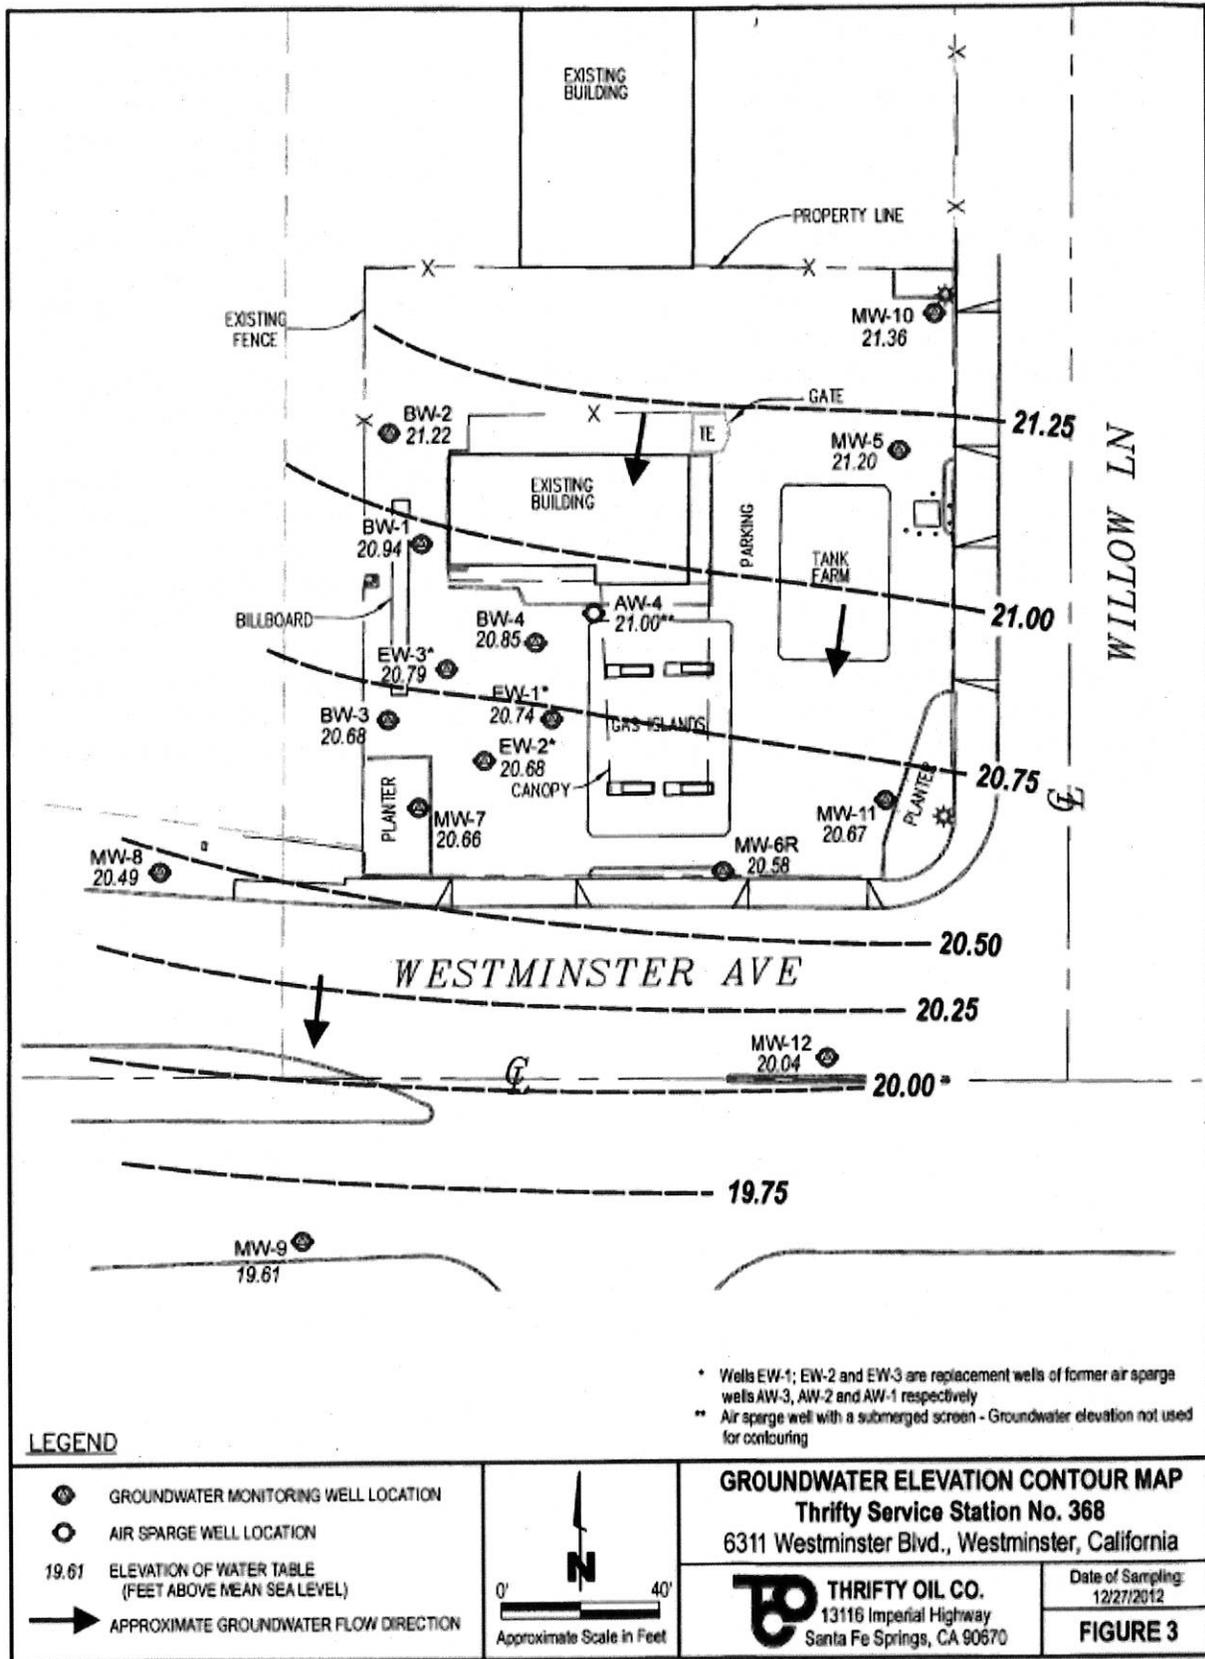 EXISTING
BUILDING
PROPERTY LINE
EXISTING
FENCE
MW-10
21.36
GATE
21.25
BW-2
21.22
TE
MW-5
21.20
WILLOW LN
EXISTING
BUILDING
PARKING
TANK
FARM
BW-1
20.94
21.00
AW-4
21.00**
BILLBOARD
BW-4
20.85
EW-3*
20.79
EW-1*
20.74
GAS ISLANDS
BW-3
20.68
EW-2*
20.68
CANOPY
20.75
CL
PLANTER
PLANTER
MW-11
20.67
MW-7
20.66
MW-6R
20.58
MW-8
20.49
20.50
WESTMINSTER AVE
20.25
MW-12
20.04
CL
20.00
19.75
MW-9
19.61
* Wells EW-1; EW-2 and EW-3 are replacement wells of former air sparge
wells AW-3, AW-2 and AW-1 respectively
** Air sparge well with a submerged screen - Groundwater elevation not used
for contouring
LEGEND
GROUNDWATER MONITORING WELL LOCATION
AIR SPARGE WELL LOCATION
19.61 ELEVATION OF WATER TABLE
(FEET ABOVE MEAN SEA LEVEL)
APPROXIMATE GROUNDWATER FLOW DIRECTION
N
0' 40'
Approximate Scale in Feet
GROUNDWATER ELEVATION CONTOUR MAP
Thrifty Service Station No. 368
6311 Westminster Blvd., Westminster, California
TOC
THRIFTY OIL CO.
13116 Imperial Highway
Santa Fe Springs, CA 90670
Date of Sampling:
12/27/2012
FIGURE 3